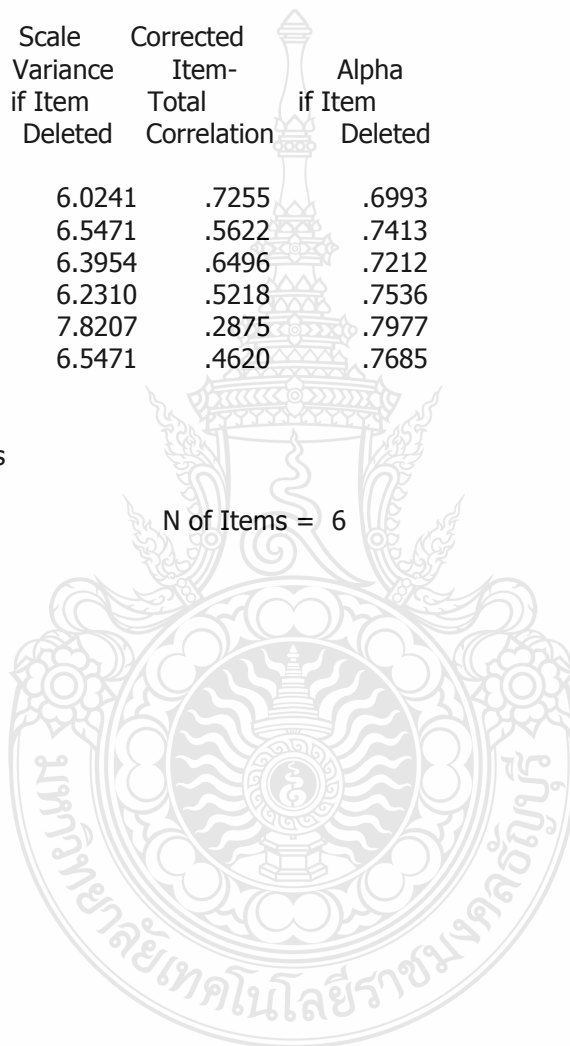 Scale Corrected
Variance Item- Alpha
if Item Total if Item
Deleted Correlation Deleted
6.0241 .7255 .6993
6.5471 .5622 .7413
6.3954 .6496 .7212
6.2310 .5218 .7536
7.8207 .2875 .7977
6.5471 .4620 .7685
s
N of Items = 6
มหาวิทยาลัยเทคโนโลยีราชมงคลธัญบุรี